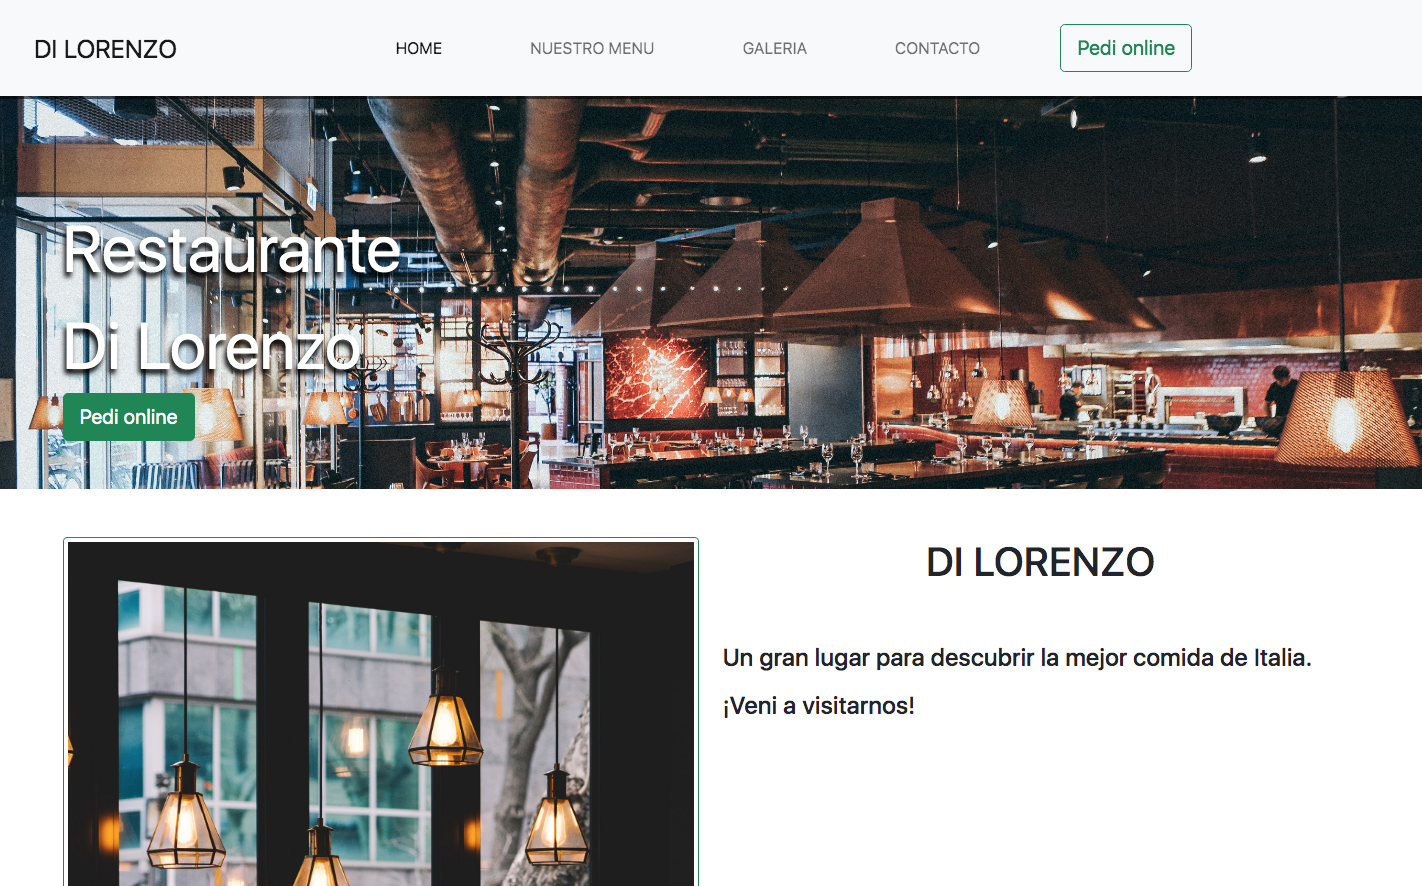 DI LORENZO
HOME
NUESTRO MENU
GALERIA
CONTACTO
Pedi online
Restaurante
Di Lorenzo
Pedi online
DI LORENZO
Un gran lugar para descubrir la mejor comida de Italia.
¡Veni a visitarnos!